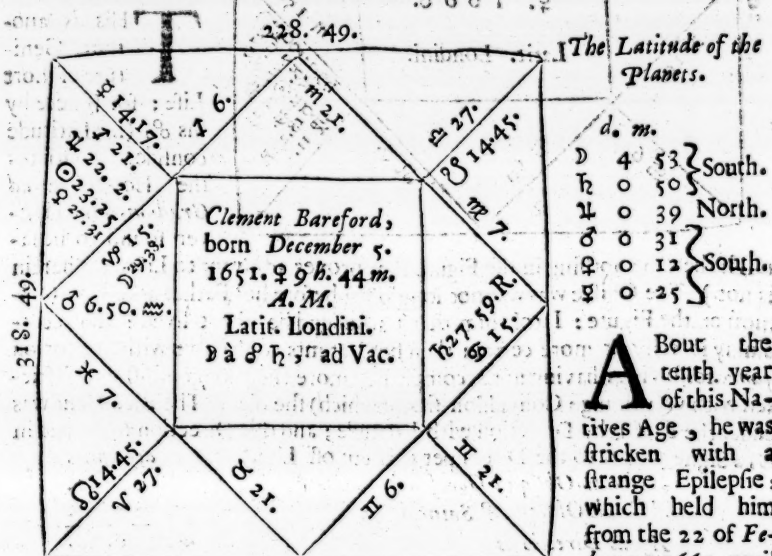 T
228. 49.
The Latitude of the
Planets.
d. m.
☽ 4 53
♄ 0 50
South.
♃ 0 39 North.
♂ 0 31
♀ 0 12
☿ 0 25
South.
☿ 14.17.
♐ 21.
♃ 22. 2.
☉ 23.25
♀ 27.3
♐ 6.
♏ 21.
♎ 27.
☋ 14.45.
♍ 7.
♑ 15.
☽ 29.38.
♂ 6.50. ♒.
318. 49
♄ 27. 59. R.
♋ 15.
♓ 7.
☊ 14.45.
♈ 27.
♉ 21.
♊ 6.
♊ 21.
Clement Bareford,
born December 5.
1651. ♀ 9 h. 44 m.
A. M.
Latit. Londini.
☽ à ☍ ♄, ad Vac.
ABout the
tenth year
of this Na-
tives Age, he was
ſtricken with a
ſtrange Epilepſie,
which held him
from the 22 of Fe-